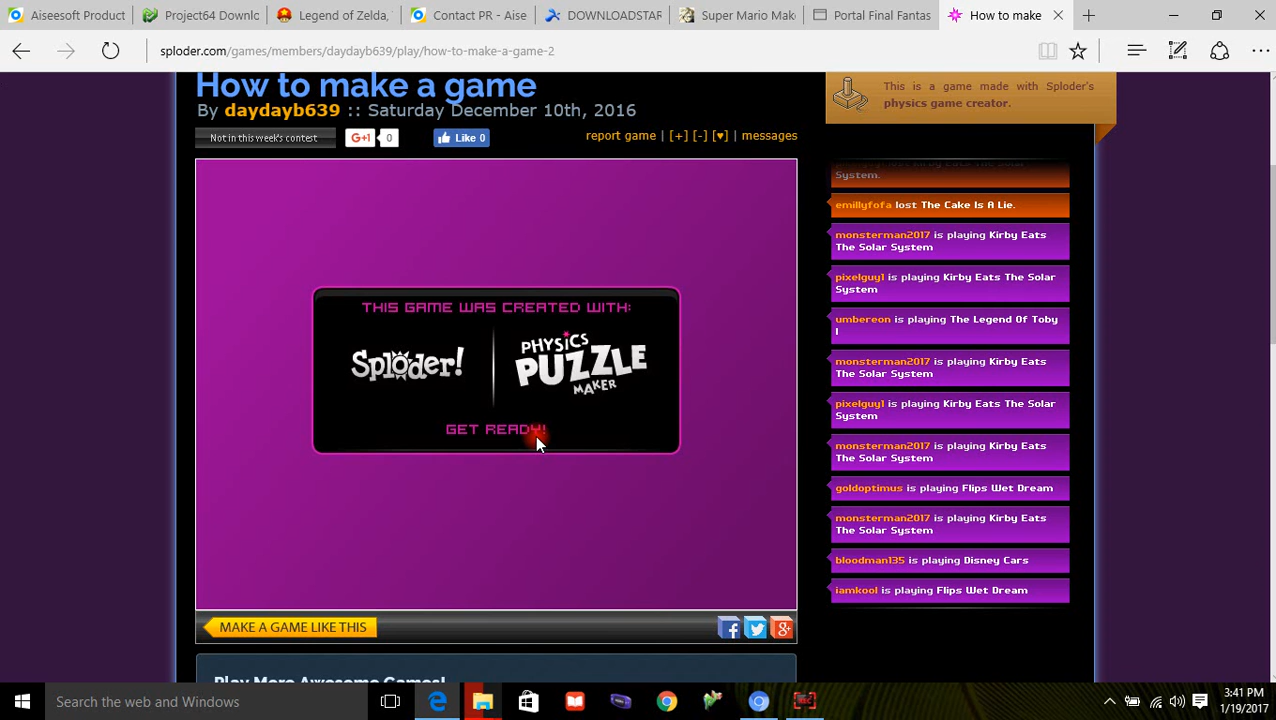 Aiseesoft Product
Project64 Downlo
Legend of Zelda,
Contact PR - Aise
DOWNLOADSTAR
Super Mario Mak
Portal Final Fantas
How to make
sploder.com/games/members/daydayb639/play/how-to-make-a-game-2
How to make a game
By daydayb639 :: Saturday December 10th, 2016
Not in this week's contest
G+1 0
Like 0
report game | [+] [-] [♥] | messages
THIS GAME WAS CREATED WITH:
Sploder!
PHYSICS
PUZZLE
MAKER
GET READY!
MAKE A GAME LIKE THIS
Play More Awesome Games!
This is a game made with Sploder's
physics game creator.
System.
emillyfofa lost The Cake Is A Lie.
monsterman2017 is playing Kirby Eats
The Solar System
pixelguy1 is playing Kirby Eats The Solar
System
umbereon is playing The Legend Of Toby
I
monsterman2017 is playing Kirby Eats
The Solar System
pixelguy1 is playing Kirby Eats The Solar
System
monsterman2017 is playing Kirby Eats
The Solar System
goldoptimus is playing Flips Wet Dream
monsterman2017 is playing Kirby Eats
The Solar System
bloodman135 is playing Disney Cars
iamkool is playing Flips Wet Dream
Search the web and Windows
1/19/2017